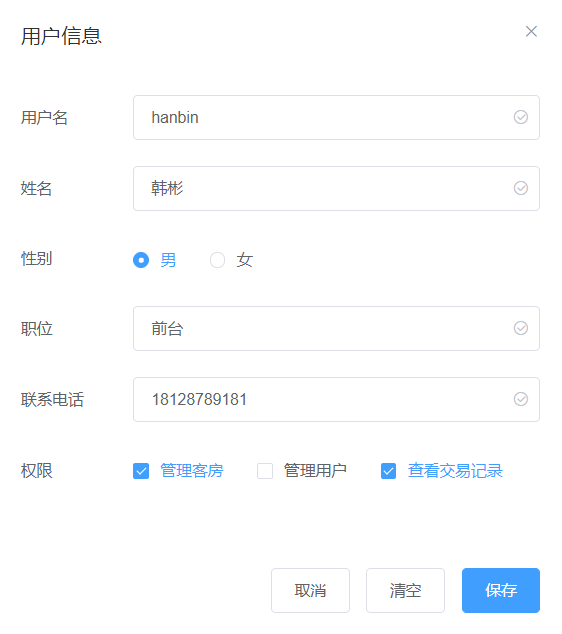 用户信息
用户名 hanbin
姓名 韩彬
性别 男 女
职位 前台
联系电话 18128789181
权限 管理客房 管理用户 查看交易记录
取消 清空 保存